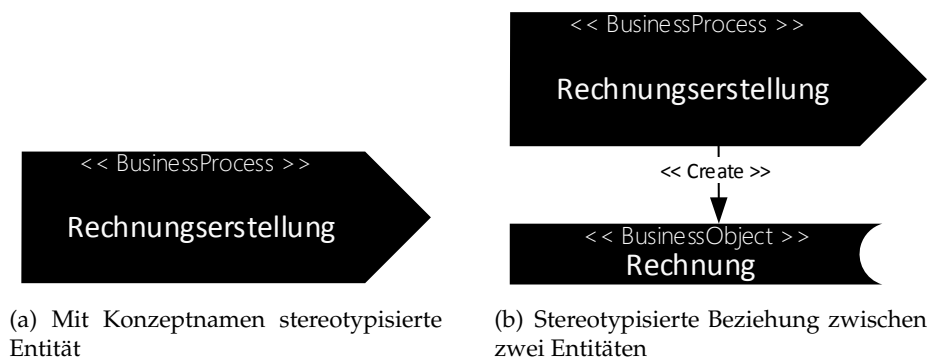 << BusinessProcess >>
Rechnungserstellung
(a) Mit Konzeptnamen stereotypisierte
Entität
<< BusinessProcess >>
Rechnungserstellung
<< Create >>
<< BusinessObject >>
Rechnung
(b) Stereotypisierte Beziehung zwischen
zwei Entitäten